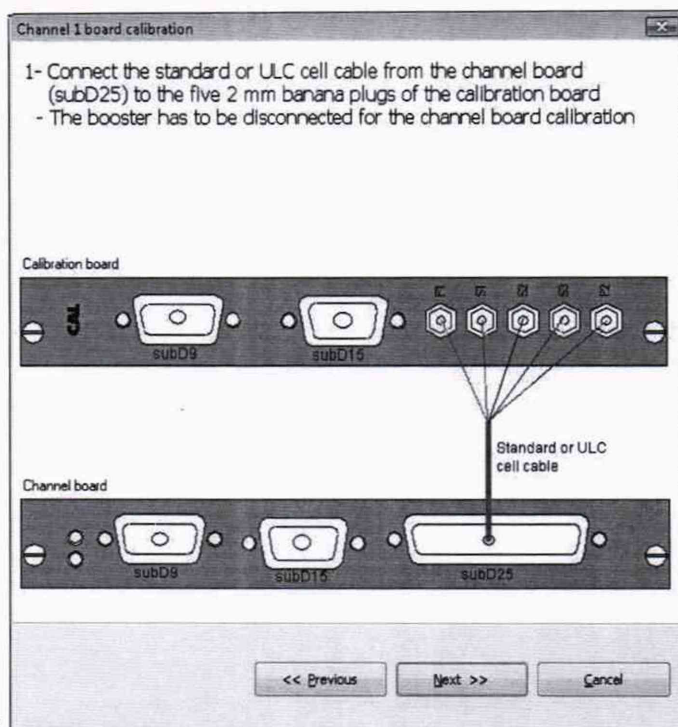 Channel 1 board calibration
1- Connect the standard or ULC cell cable from the channel board
(subD25) to the five 2 mm banana plugs of the calibration board
- The booster has to be disconnected for the channel board calibration
Calibration board
CAL
subD9
subD15
Standard or ULC
cell cable
Channel board
subD9
subD15
subD25
<< Previous
Next >>
Cancel